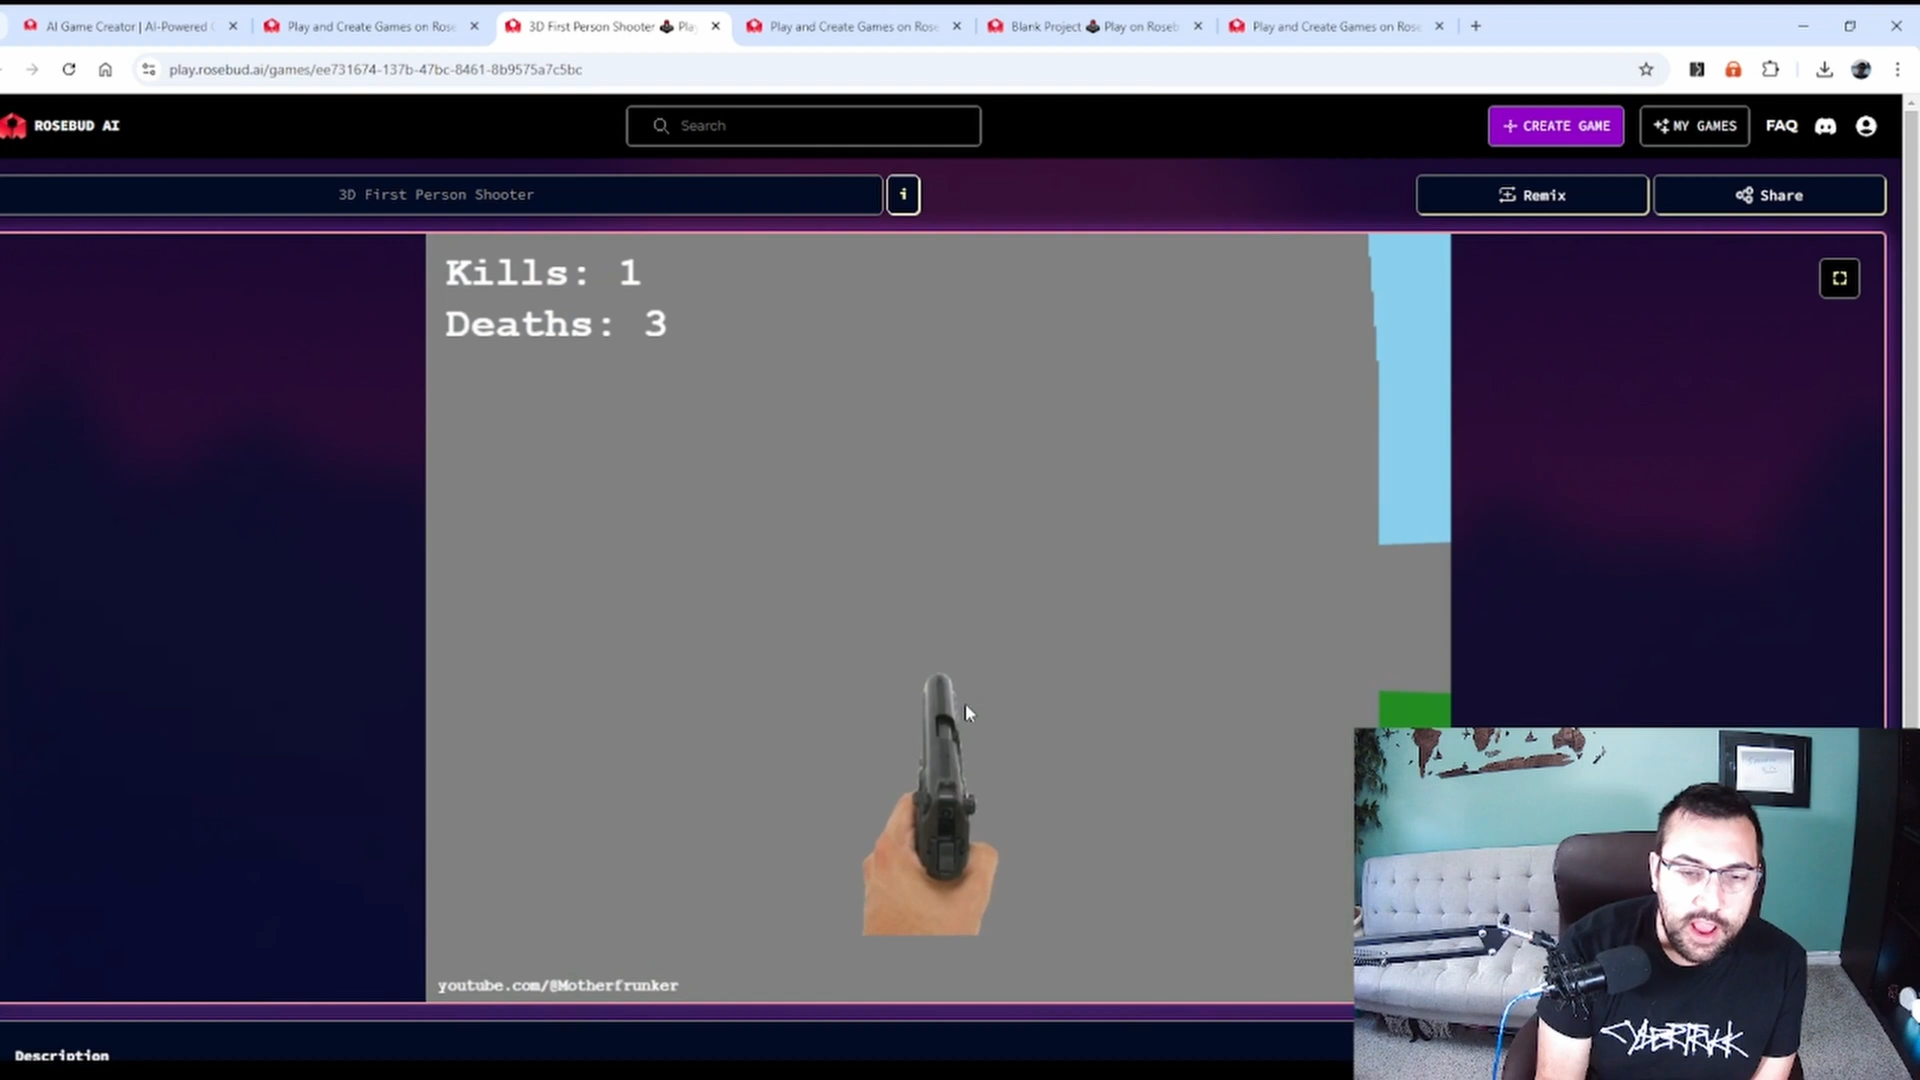 AI Game Creator | AI-Powered
Play and Create Games on Rose
3D First Person Shooter
Pla
Play and Create Games on Rose
Blank Project
Play on Roseb
Play and Create Games on Rose
play.rosebud.ai/games/ee731674-137b-47bc-8461-8b9575a7c5bc
ROSEBUD AI
Search
+ CREATE GAME
MY GAMES
FAQ
3D First Person Shooter
i
Remix
Share
Kills: 1
Deaths: 3
youtube.com/@Motherfrunker
Description
CYBERTRUCK